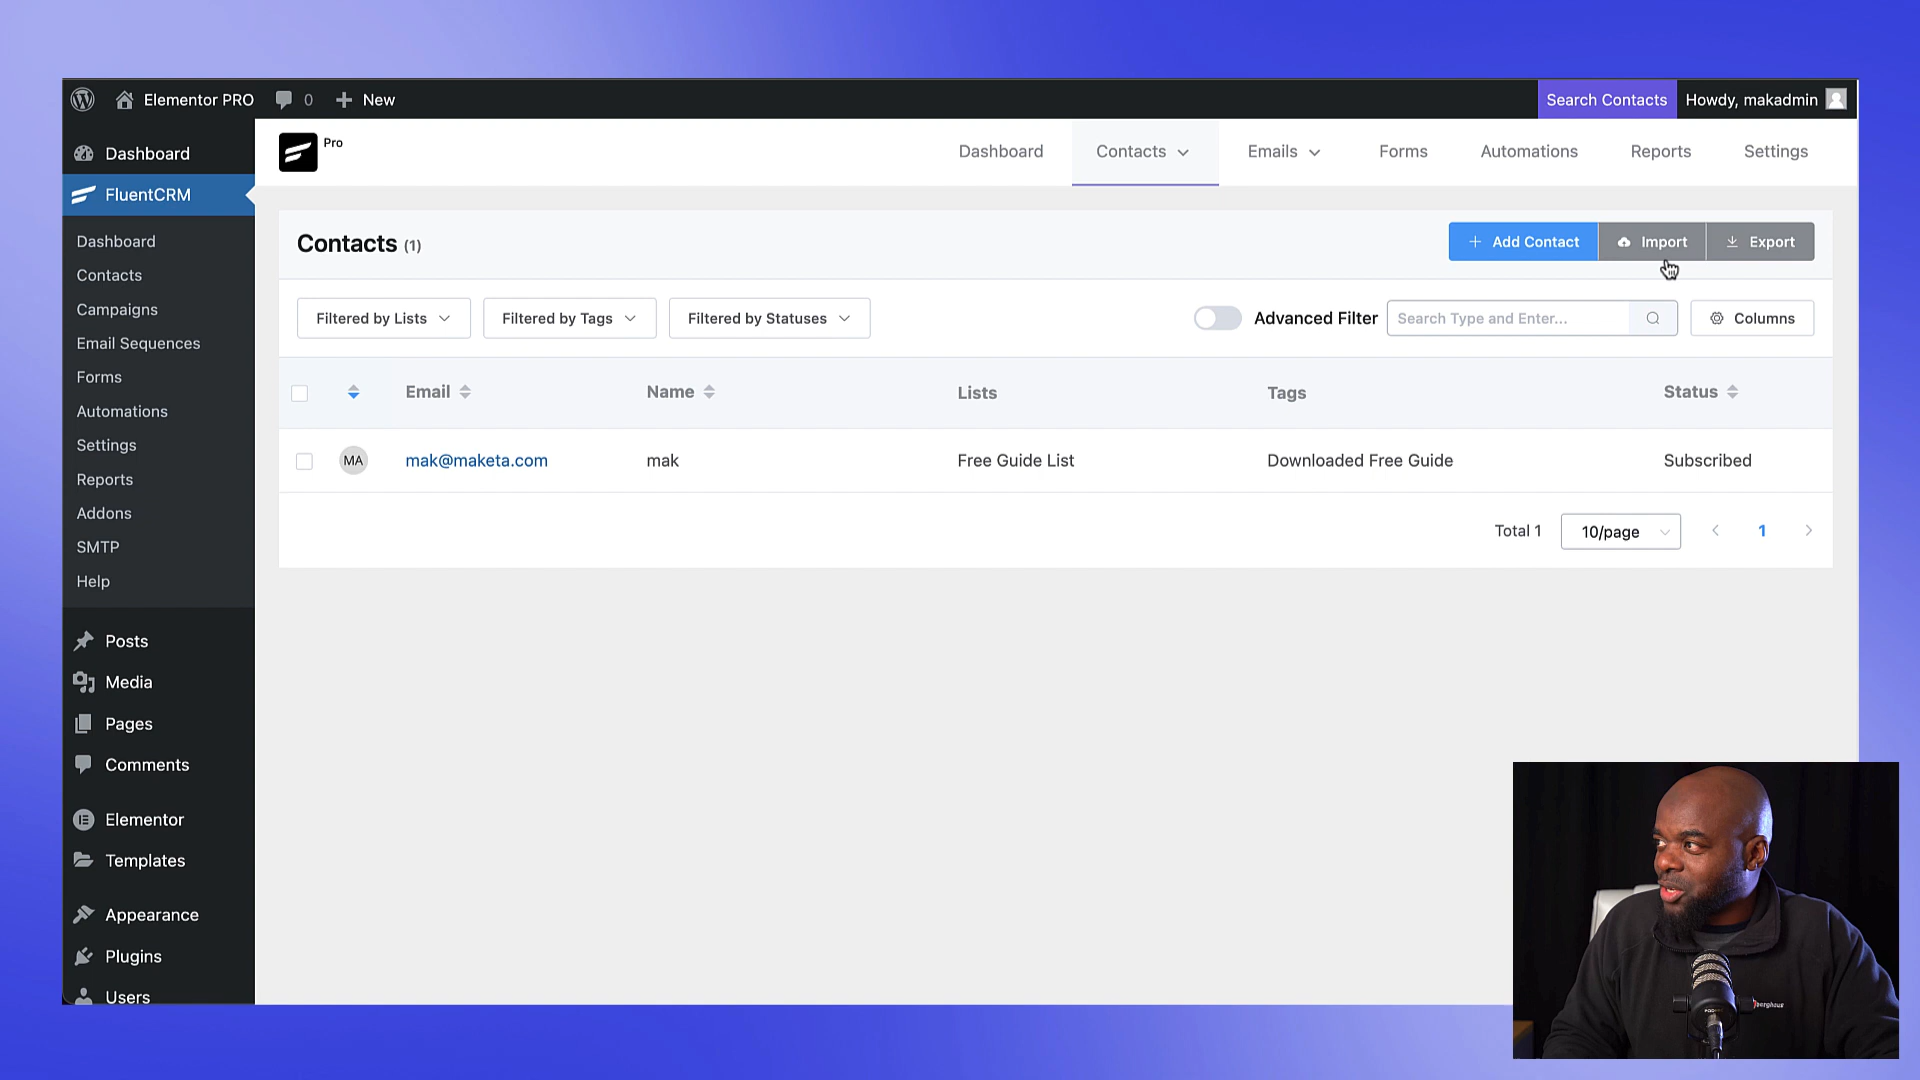 Elementor PRO 0 New Search Contacts Howdy, makadmin
Pro Dashboard Contacts Emails Forms Automations Reports Settings
Dashboard
FluentCRM
Dashboard
Contacts
Campaigns
Email Sequences
Forms
Automations
Settings
Reports
Addons
SMTP
Help
Posts
Media
Pages
Comments
Elementor
Templates
Appearance
Plugins
Users
Contacts (1) Add Contact Import Export
Filtered by Lists Filtered by Tags Filtered by Statuses Advanced Filter Search Type and Enter... Columns
Email Name Lists Tags Status
MA mak@maketa.com mak Free Guide List Downloaded Free Guide Subscribed
Total 1 10/page 1